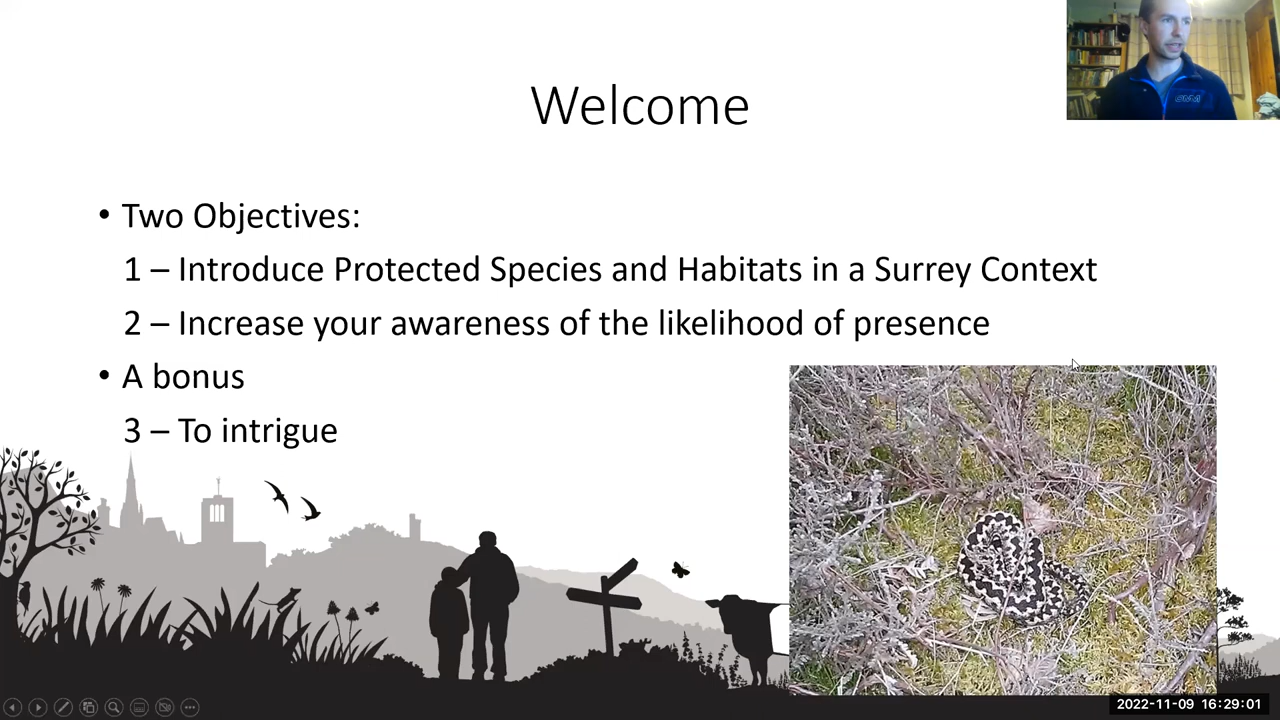 Welcome
• Two Objectives:
1 – Introduce Protected Species and Habitats in a Surrey Context
2 – Increase your awareness of the likelihood of presence
• A bonus
3 – To intrigue
2022-11-09 16:29:01